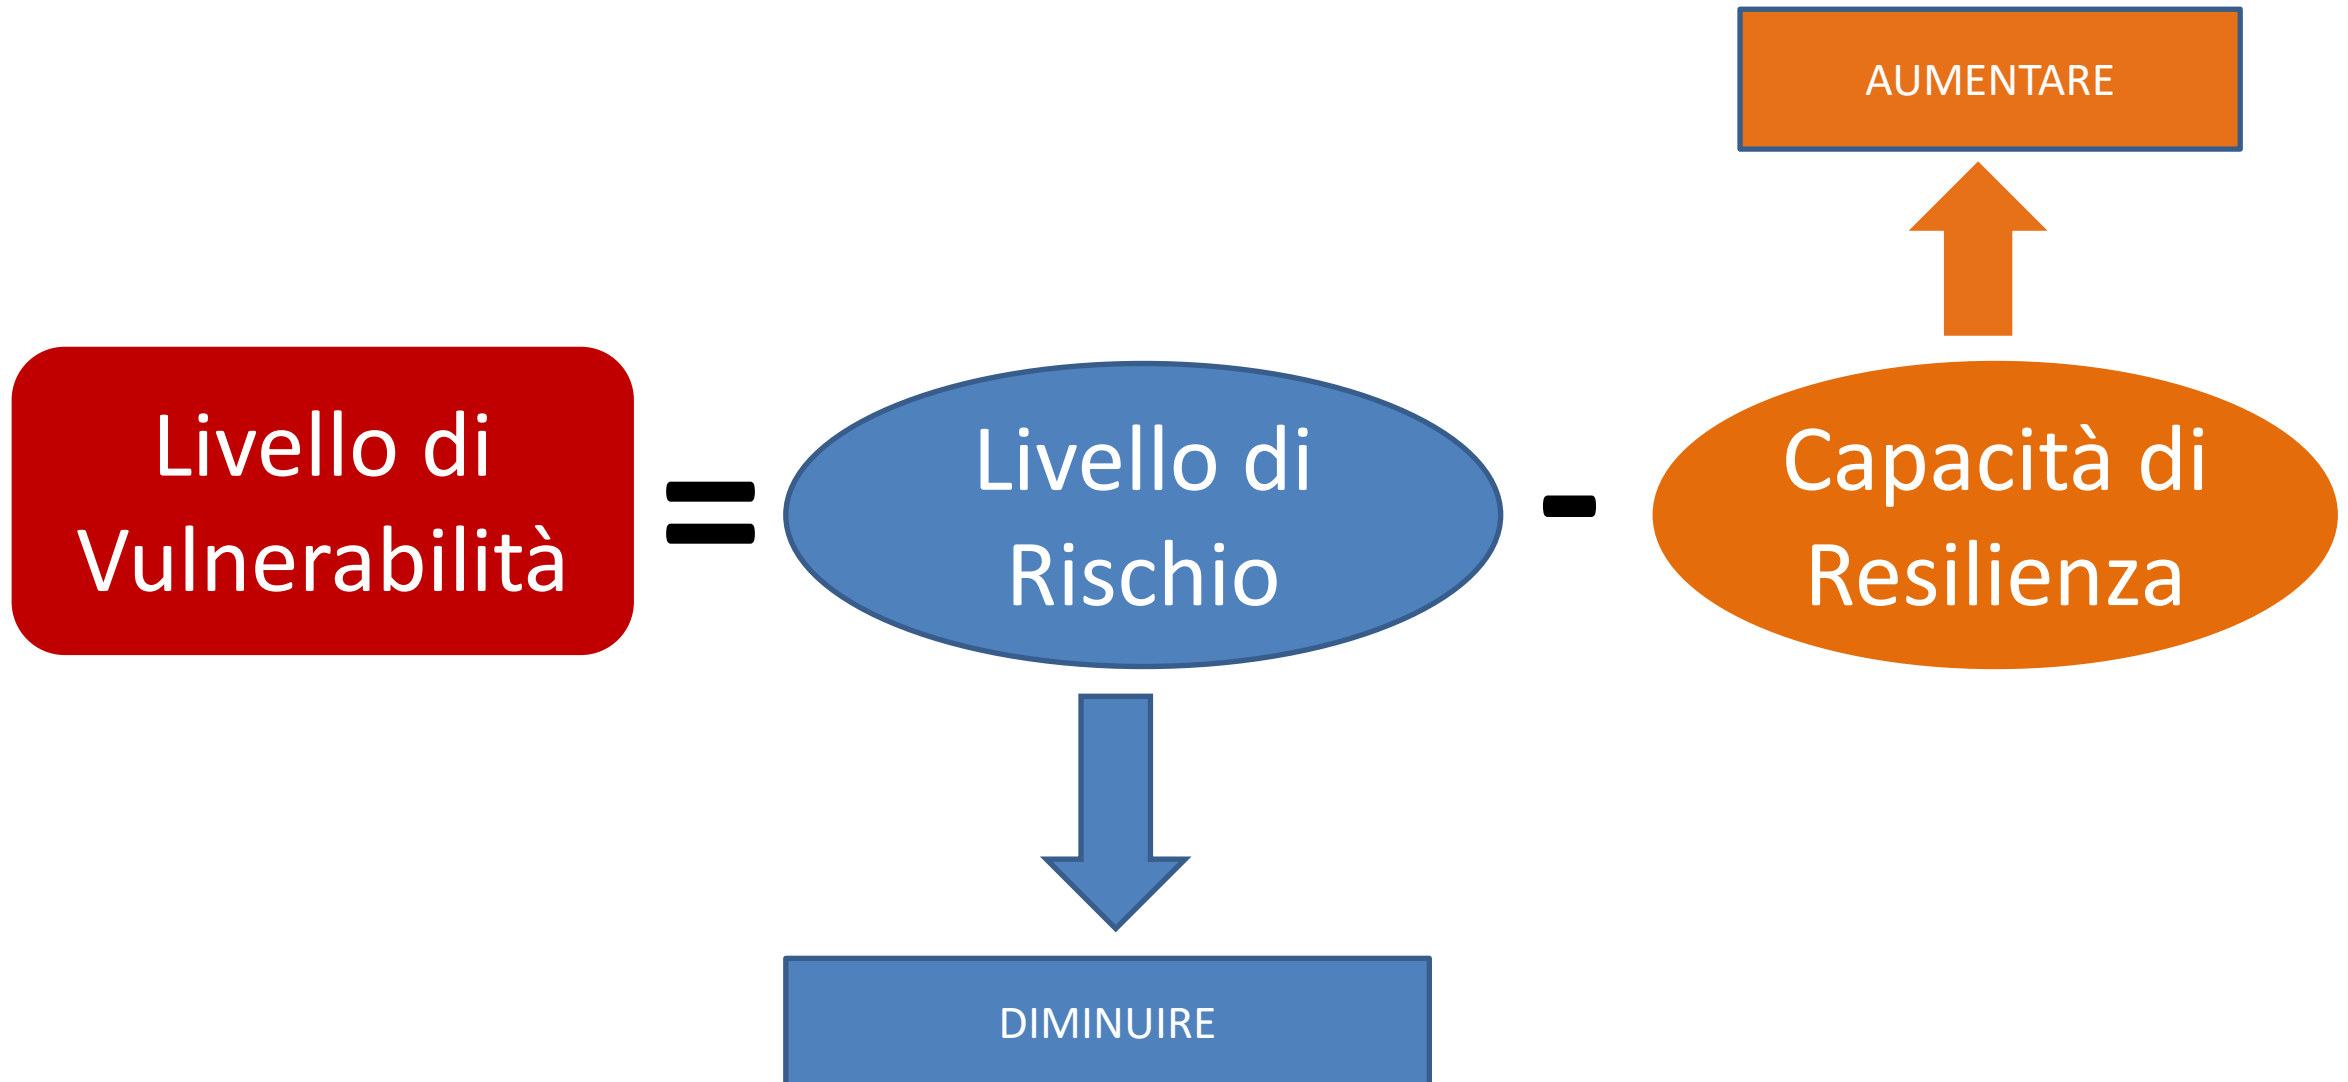 AUMENTARE
Livello di
Vulnerabilità
=
Livello di
Rischio
-
Capacità di
Resilienza
DIMINUIRE